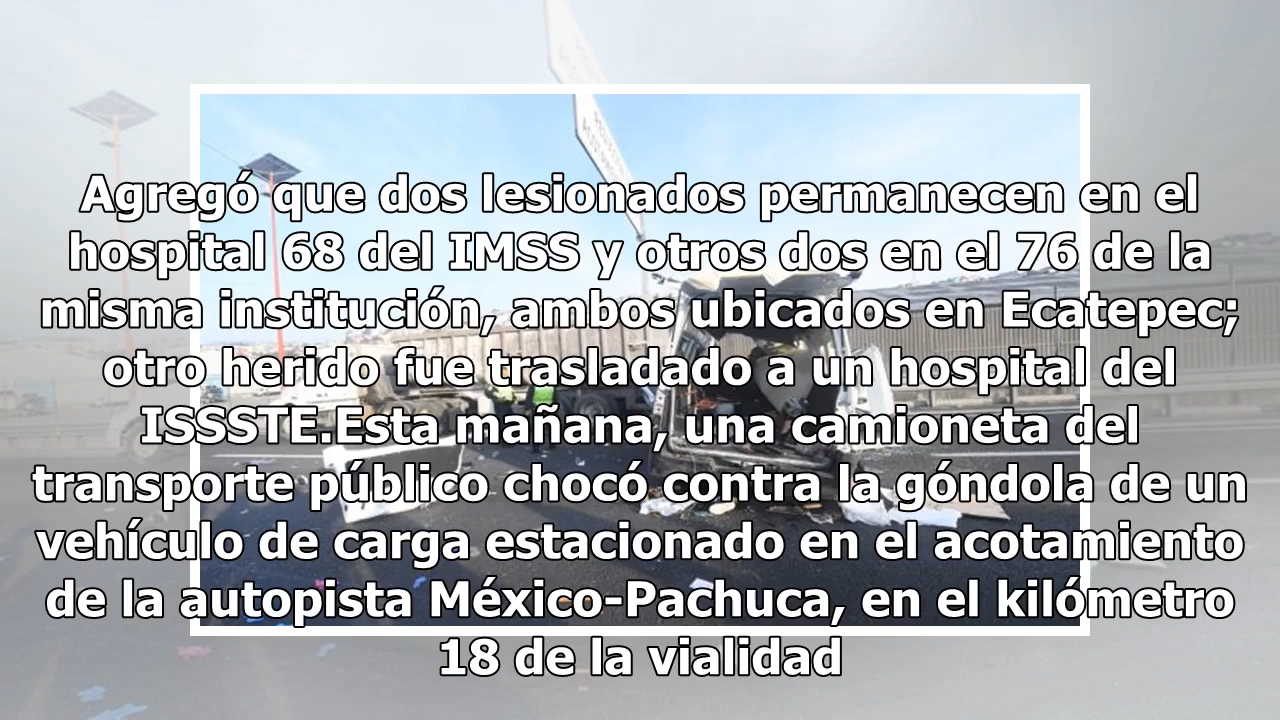 Agregó que dos lesionados permanecen en el
hospital 68 del IMSS y otros dos en el 76 de la
misma institución, ambos ubicados en Ecatepec;
otro herido fue trasladado a un hospital del
ISSSTE.Esta mañana, una camioneta del
transporte público chocó contra la góndola de un
vehículo de carga estacionado en el acotamiento
de la autopista México-Pachuca, en el kilómetro
18 de la vialidad